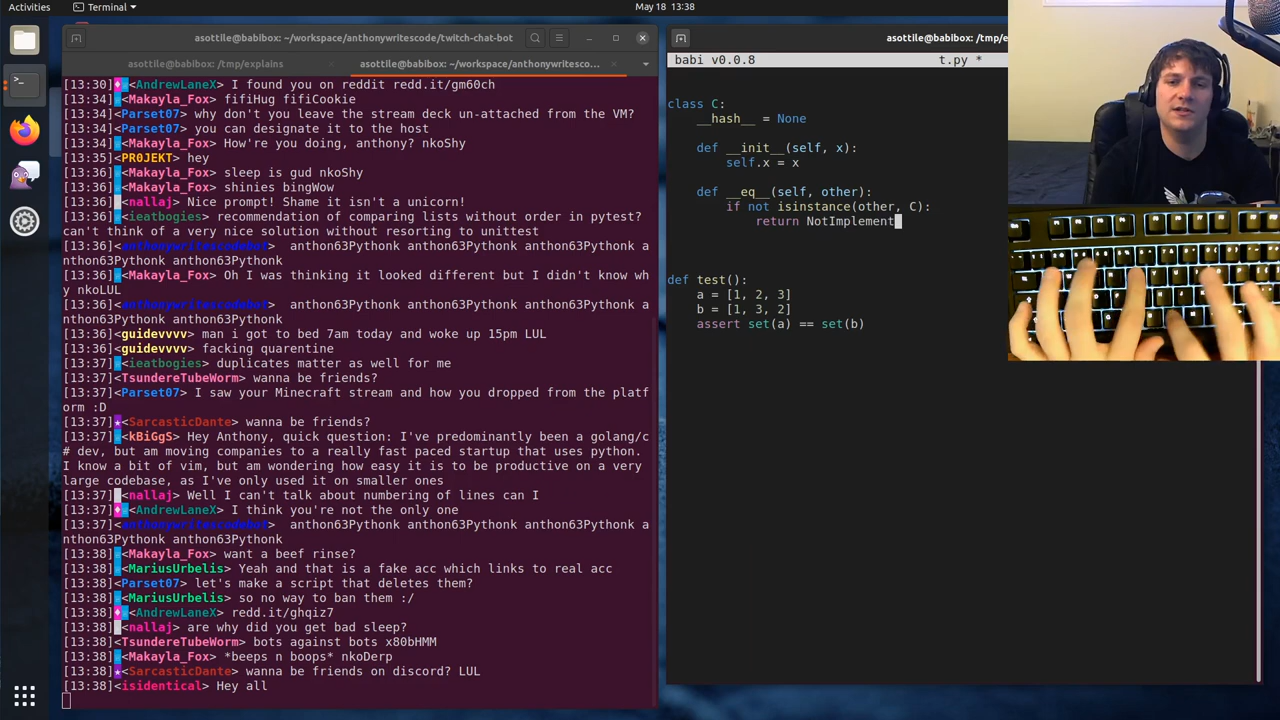 Activities
Terminal
May 18 13:38
asottile@babibox: ~/workspace/anthonywritescode/twitch-chat-bot
asottile@babibox: /tmp/explains
asottile@babibox: ~/workspace/anthonywritesco...
[13:30] <AndrewLaneX> I found you on reddit redd.it/gm60ch
[13:34] <Makayla_Fox> fifiHug fifiCookie
[13:34]<Parset07> why don't you leave the stream deck un-attached from the VM?
[13:34]<Parset07> you can designate it to the host
[13:34] <Makayla_Fox> How're you doing, anthony? nkoShy
[13:35]<PR0JEKT> hey
[13:36] <Makayla_Fox> sleep is gud nkoShy
[13:36] <Makayla_Fox> shinies bingWow
[13:36] <nallaj> Nice prompt! Shame it isn't a unicorn!
[13:36] <ieatbogies> recommendation of comparing lists without order in pytest?
can't think of a very nice solution without resorting to unittest
[13:36] <anthonywritescodebot> anthon63Pythonk anthon63Pythonk anthon63Pythonk a
nthon63Pythonk anthon63Pythonk
[13:36] <Makayla_Fox> Oh I was thinking it looked different but I didn't know wh
y nkoLUL
[13:36] <anthonywritescodebot> anthon63Pythonk anthon63Pythonk anthon63Pythonk a
nthon63Pythonk anthon63Pythonk
[13:36]<guidevvvv> man i got to bed 7am today and woke up 15pm LUL
[13:36]<guidevvvv> facking quarentine
[13:37] <ieatbogies> duplicates matter as well for me
[13:37]<TsundereTubeWorm> wanna be friends?
[13:37]<Parset07> I saw your Minecraft stream and how you dropped from the platf
orm :D
[13:37] <SarcasticDante> wanna be friends?
[13:37] <kBiGgS> Hey Anthony, quick question: I've predominantly been a golang/c
# dev, but am moving companies to a really fast paced startup that uses python.
I know a bit of vim, but am wondering how easy it is to be productive on a very
large codebase, as I've only used it on smaller ones
[13:37] <nallaj> Well I can't talk about numbering of lines can I
[13:37] <AndrewLaneX> I think you're not the only one
[13:37] <anthonywritescodebot> anthon63Pythonk anthon63Pythonk anthon63Pythonk a
nthon63Pythonk anthon63Pythonk
[13:38] <Makayla_Fox> want a beef rinse?
[13:38] <MariusUrbelis> Yeah and that is a fake acc which links to real acc
[13:38]<Parset07> let's make a script that deletes them?
[13:38] <MariusUrbelis> so no way to ban them :/
[13:38] <AndrewLaneX> redd.it/ghqiz7
[13:38] <nallaj> are why did you get bad sleep?
[13:38]<TsundereTubeWorm> bots against bots x80bHMM
[13:38] <Makayla_Fox> *beeps n boops* nkoDerp
[13:38] <SarcasticDante> wanna be friends on discord? LUL
[13:38]<isidentical> Hey all
asottile@babibox: /tmp/e
babi v0.0.8 t.py *
class C:
__hash__ = None
def __init__(self, x):
self.x = x
def __eq__(self, other):
if not isinstance(other, C):
return NotImplement
def test():
a = [1, 2, 3]
b = [1, 3, 2]
assert set(a) == set(b)